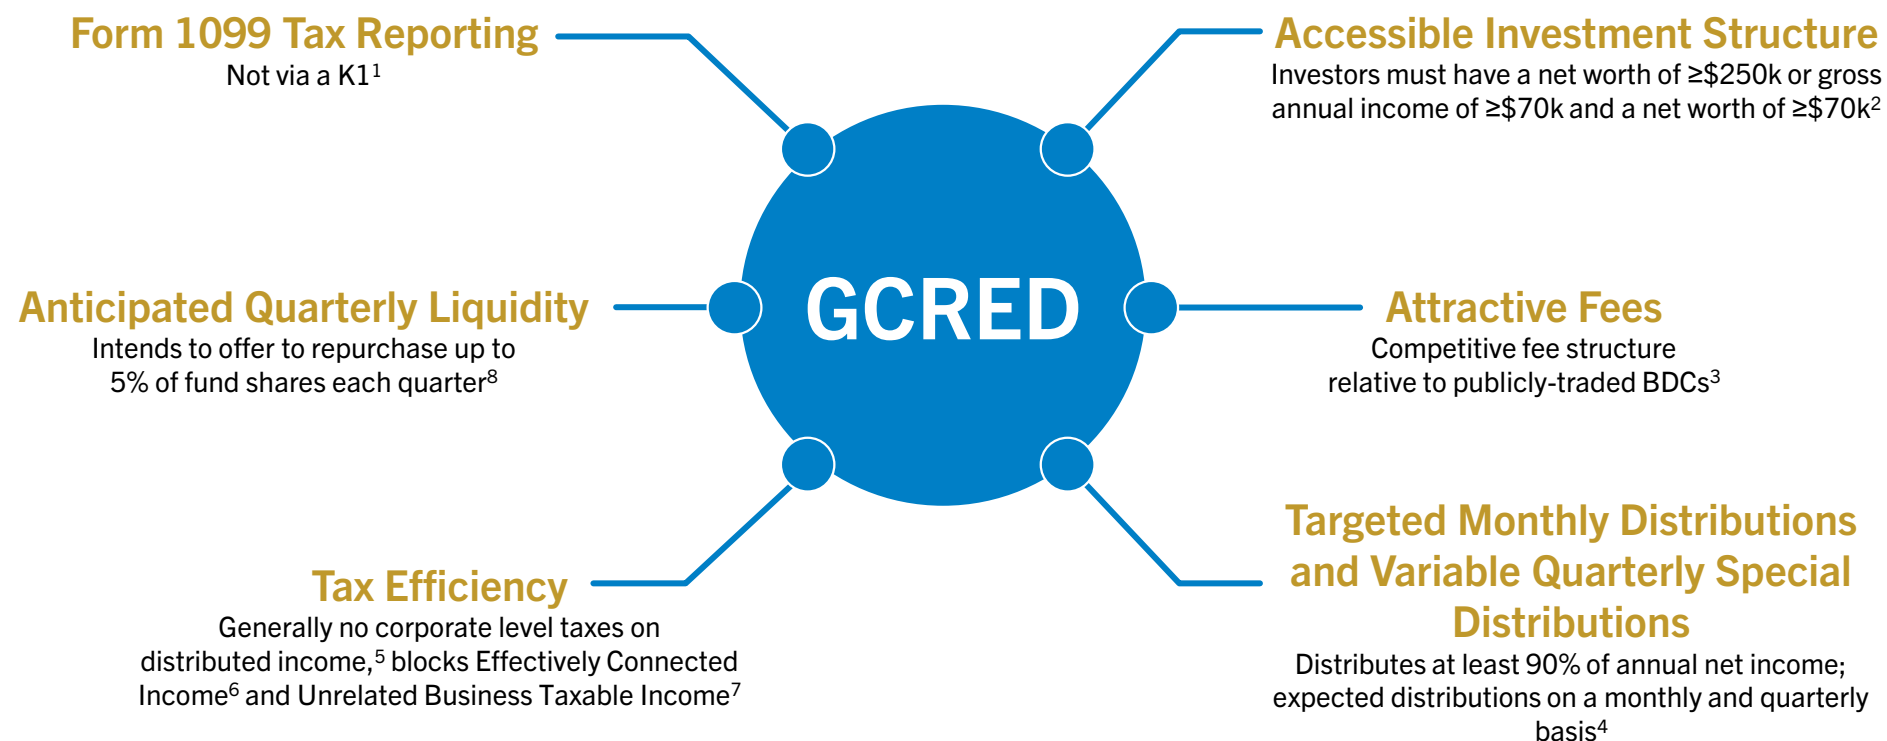 Form 1099 Tax Reporting
Not via a K1¹
Accessible Investment Structure
Investors must have a net worth of ≥$250k or gross
annual income of ≥$70k and a net worth of ≥$70k²
GCRED
Anticipated Quarterly Liquidity
Intends to offer to repurchase up to
5% of fund shares each quarter⁸
Attractive Fees
Competitive fee structure
relative to publicly-traded BDCs³
Tax Efficiency
Generally no corporate level taxes on
distributed income,⁵ blocks Effectively Connected
Income⁶ and Unrelated Business Taxable Income⁷
Targeted Monthly Distributions
and Variable Quarterly Special
Distributions
Distributes at least 90% of annual net income;
expected distributions on a monthly and quarterly
basis⁴